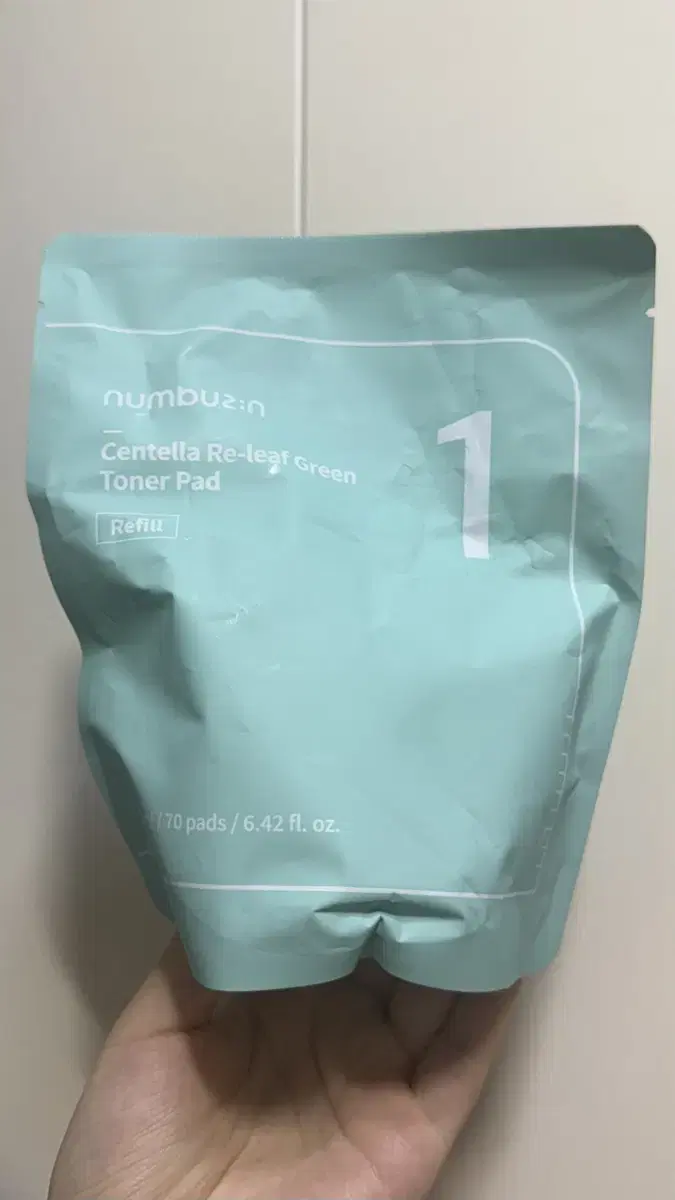 numbuz:n
1
Centella Re-leaf Green
Toner Pad
Refill
/ 70 pads / 6.42 fl. oz.